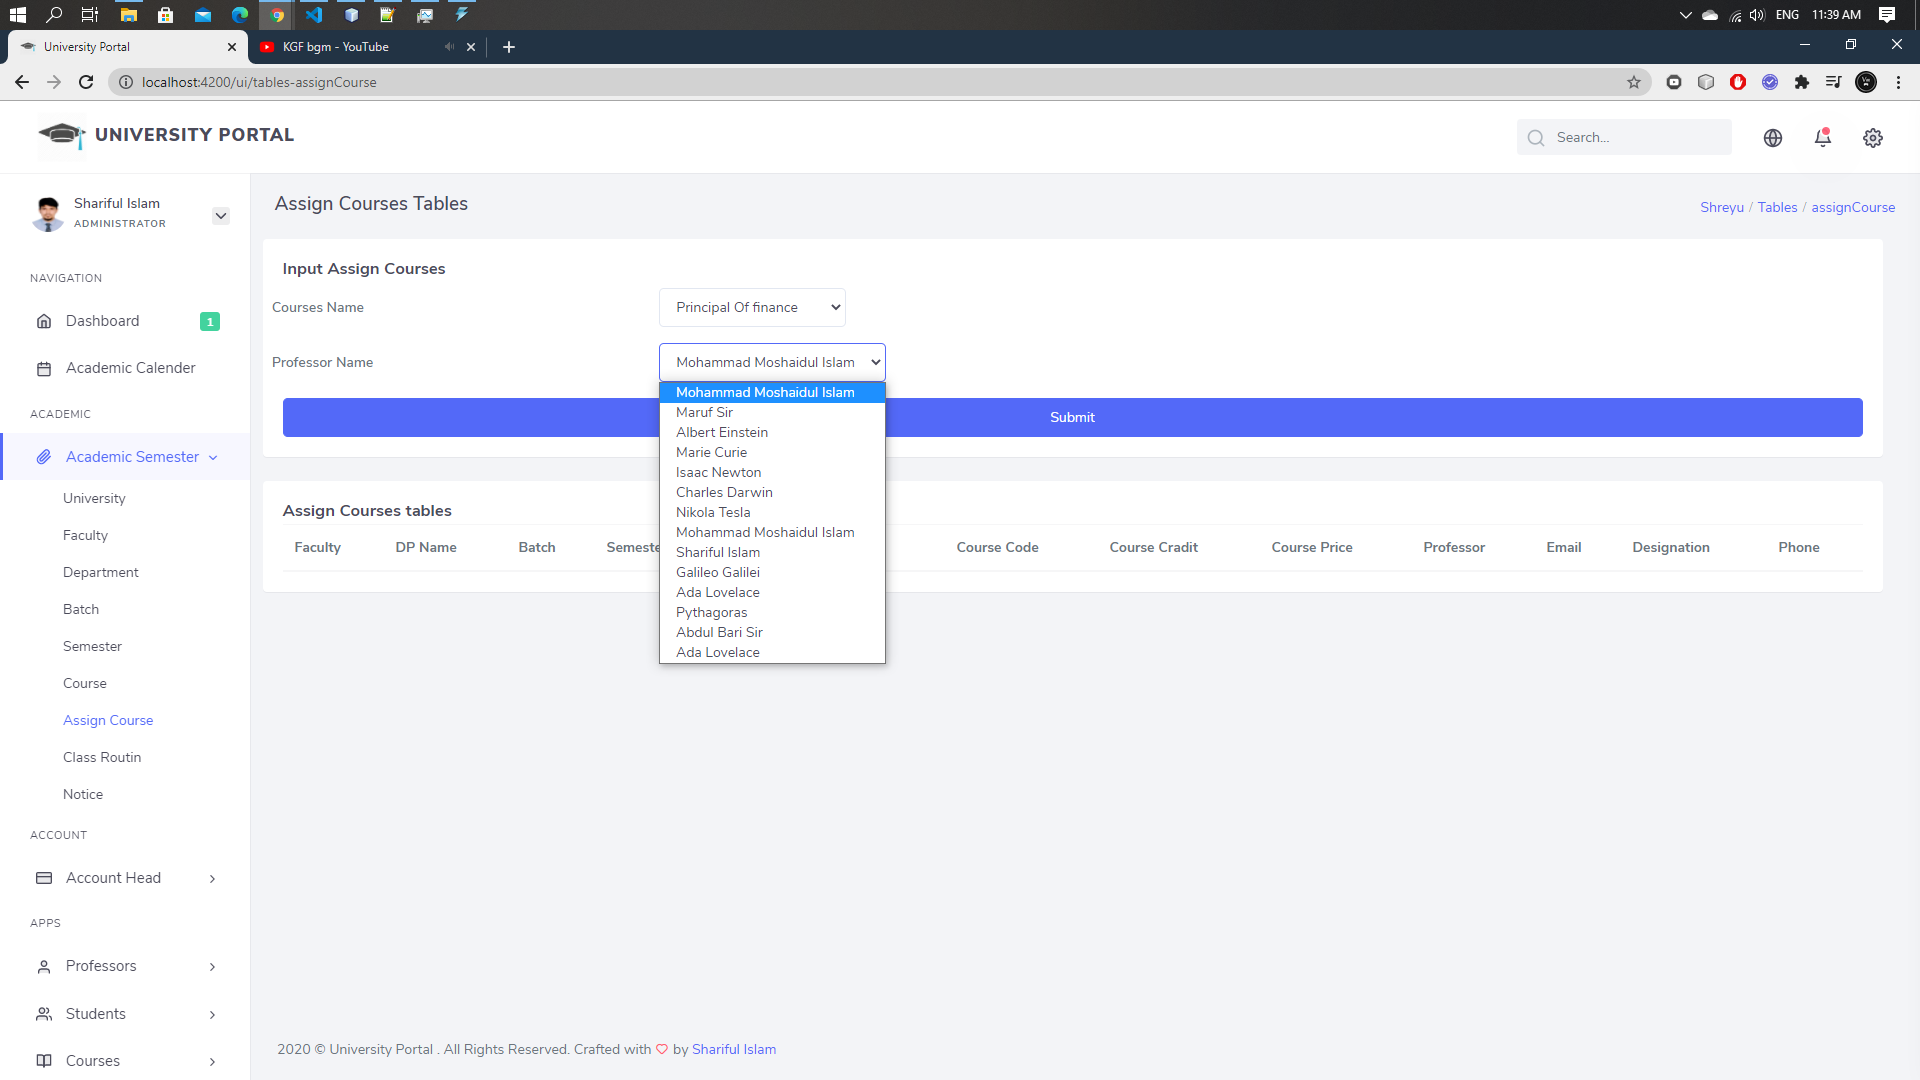 ENG 11:39 AM
University Portal
KGF bgm - YouTube
localhost:4200/ui/tables-assignCourse
UNIVERSITY PORTAL
Search...
Shariful Islam
ADMINISTRATOR
Assign Courses Tables
Shreyu / Tables / assignCourse
NAVIGATION
Dashboard 1
Academic Calender
ACADEMIC
Academic Semester
University
Faculty
Department
Batch
Semester
Course
Assign Course
Class Routin
Notice
ACCOUNT
Account Head
APPS
Professors
Students
Courses
Input Assign Courses
Courses Name Principal Of finance
Professor Name Mohammad Moshaidul Islam
Mohammad Moshaidul Islam
Maruf Sir
Albert Einstein
Marie Curie
Isaac Newton
Charles Darwin
Nikola Tesla
Mohammad Moshaidul Islam
Shariful Islam
Galileo Galilei
Ada Lovelace
Pythagoras
Abdul Bari Sir
Ada Lovelace
Submit
Assign Courses tables
Faculty DP Name Batch Semeste Course Code Course Cradit Course Price Professor Email Designation Phone
2020 © University Portal . All Rights Reserved. Crafted with ♡ by Shariful Islam